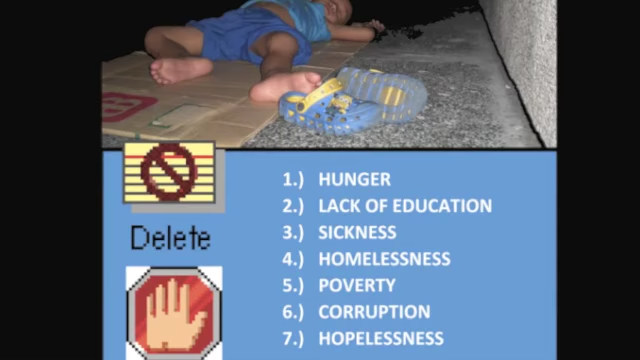 Delete
1.) HUNGER
2.) LACK OF EDUCATION
3.) SICKNESS
4.) HOMELESSNESS
5.) POVERTY
6.) CORRUPTION
7.) HOPELESSNESS